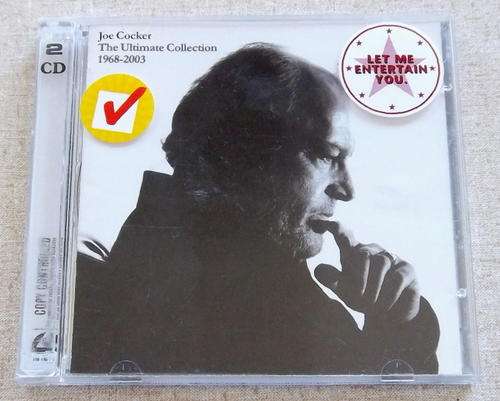 2
CD
Joe Cocker
The Ultimate Collection
1968-2003
LET ME
ENTERTAIN
YOU.
COPY CONTROLLED